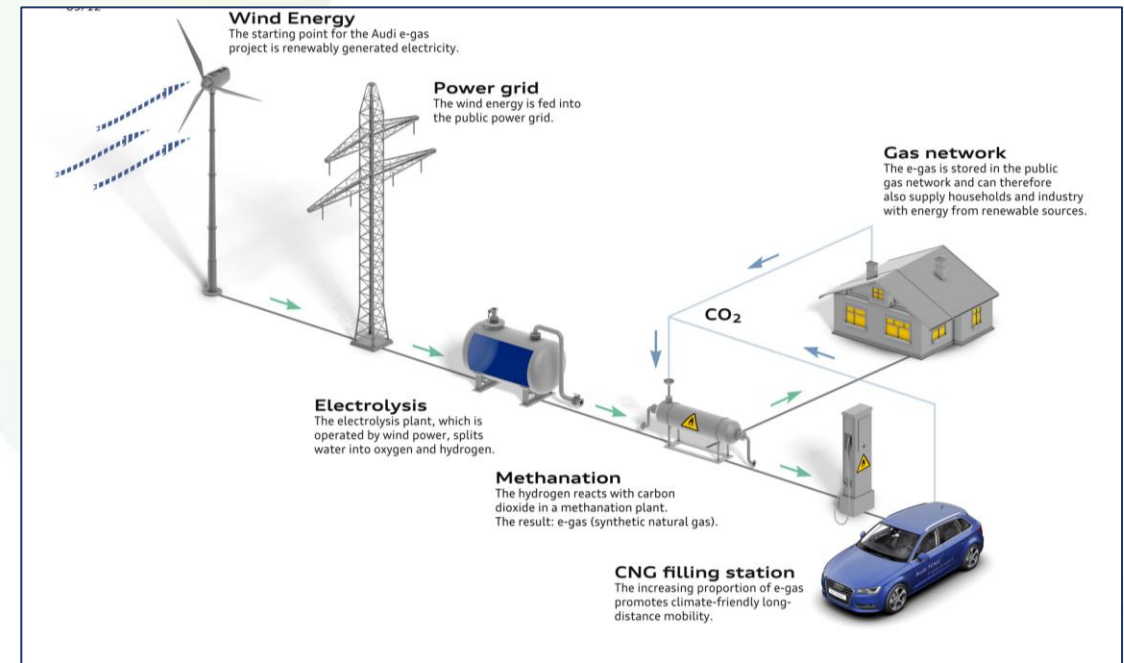 Wind Energy
The starting point for the Audi e-gas
project is renewably generated electricity.
Power grid
The wind energy is fed into
the public power grid.
Gas network
The e-gas is stored in the public
gas network and can therefore
also supply households and industry
with energy from renewable sources.
CO₂
Electrolysis
The electrolysis plant, which is
operated by wind power, splits
water into oxygen and hydrogen.
Methanation
The hydrogen reacts with carbon
dioxide in a methanation plant.
The result: e-gas (synthetic natural gas).
CNG filling station
The increasing proportion of e-gas
promotes climate-friendly long-
distance mobility.
Audi TCNG